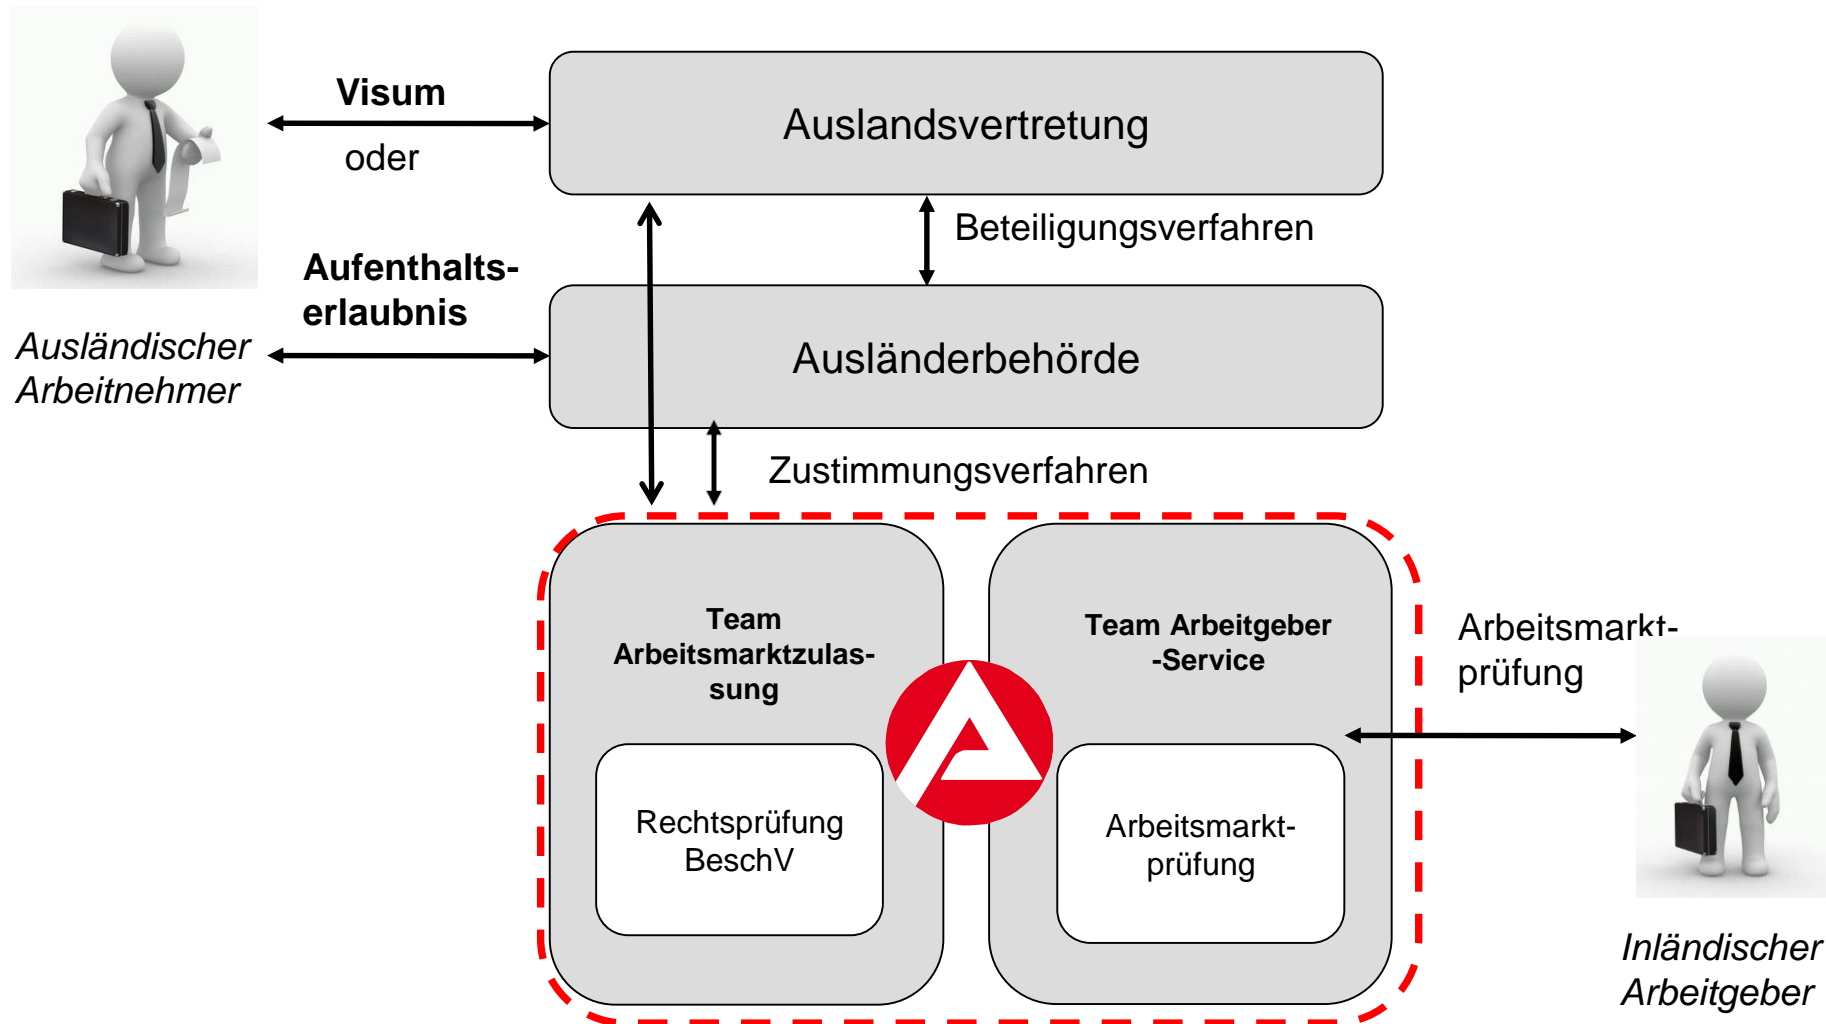 Visum
oder
Auslandsvertretung
Beteiligungsverfahren
Aufenthalts-
erlaubnis
Ausländischer
Arbeitnehmer
Ausländerbehörde
Zustimmungsverfahren
Team
Arbeitsmarktzulas-
sung
Team Arbeitgeber
-Service
Arbeitsmarkt-
prüfung
Rechtsprüfung
BeschV
Arbeitsmarkt-
prüfung
Inländischer
Arbeitgeber